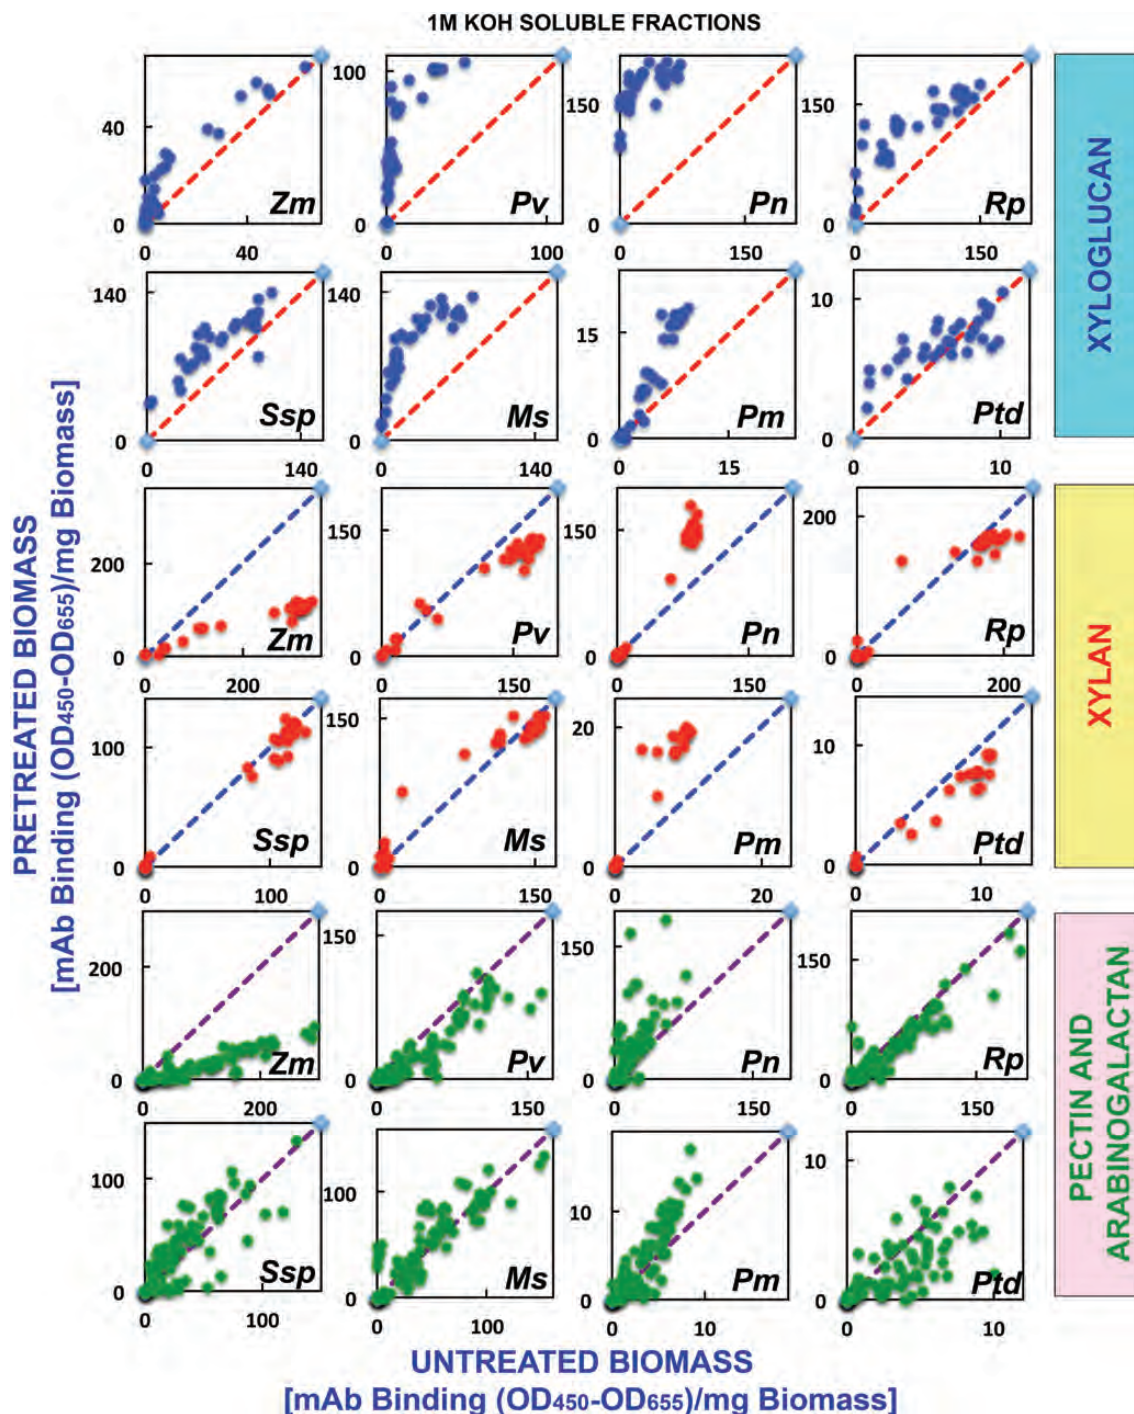 1M KOH SOLUBLE FRACTIONS
PRETREATED BIOMASS
[mAb Binding (OD450-OD655)/mg Biomass]
40
0
Zm
0
40
100
0
Pv
0
100
150
0
Pn
0
150
150
0
Rp
0
150
XYLOGLUCAN
140
0
Ssp
0
140
140
0
Ms
0
140
15
0
Pm
0
15
10
0
Ptd
0
10
200
0
Zm
0
200
150
0
Pv
0
150
150
0
Pn
0
150
200
0
Rp
0
200
XYLAN
100
0
Ssp
0
100
150
0
Ms
0
150
20
0
Pm
0
20
10
0
Ptd
0
10
200
0
Zm
0
200
150
0
Pv
0
150
150
0
Pn
0
150
150
0
Rp
0
150
PECTIN AND
ARABINOGALACTAN
100
0
Ssp
0
100
100
0
Ms
0
100
10
0
Pm
0
10
10
0
Ptd
0
10
UNTREATED BIOMASS
[mAb Binding (OD450-OD655)/mg Biomass]